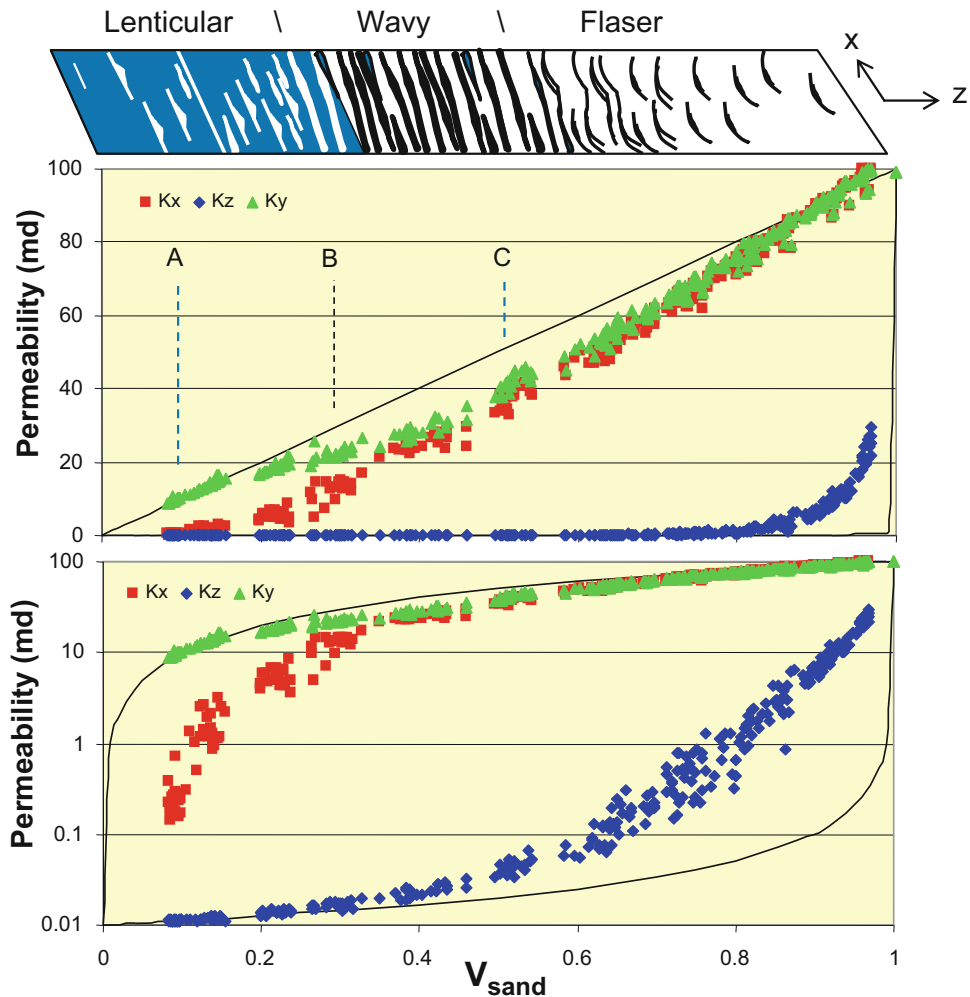 Lenticular \ Wavy \ Flaser
x
z
100
80
60
40
20
0
Permeability (md)
Kx Kz Ky
A B C
100
10
1
0.1
0.01
Permeability (md)
Kx Kz Ky
0 0.2 0.4 0.6 0.8 1
Vsand